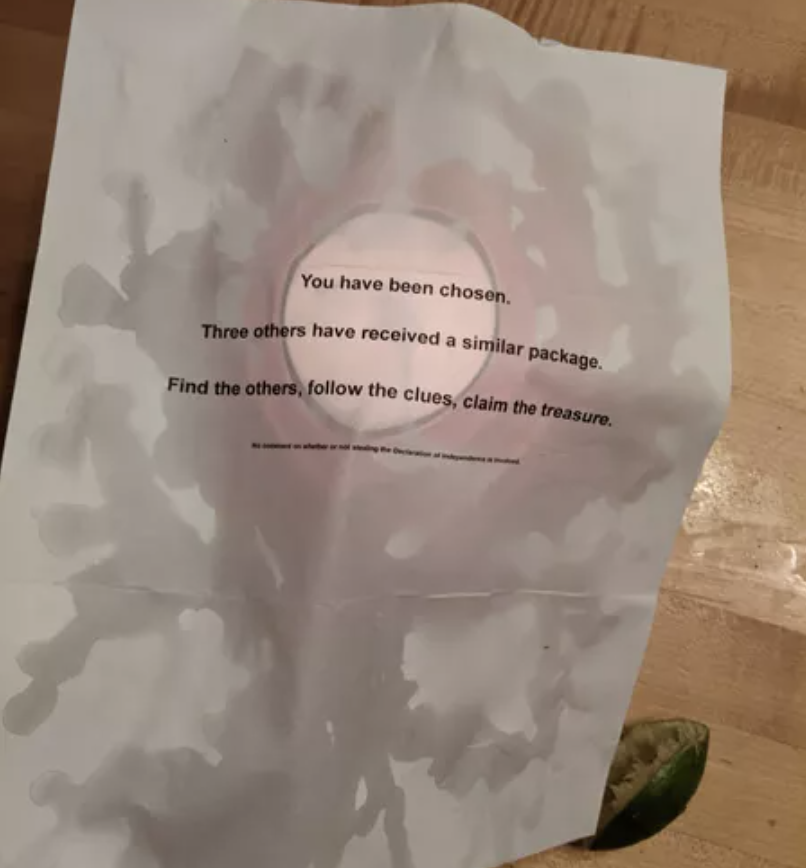 You have been chosen.
Three others have received a similar package.
Find the others, follow the clues, claim the treasure.
No comment on whether or not stealing the Declaration of Independence is involved.